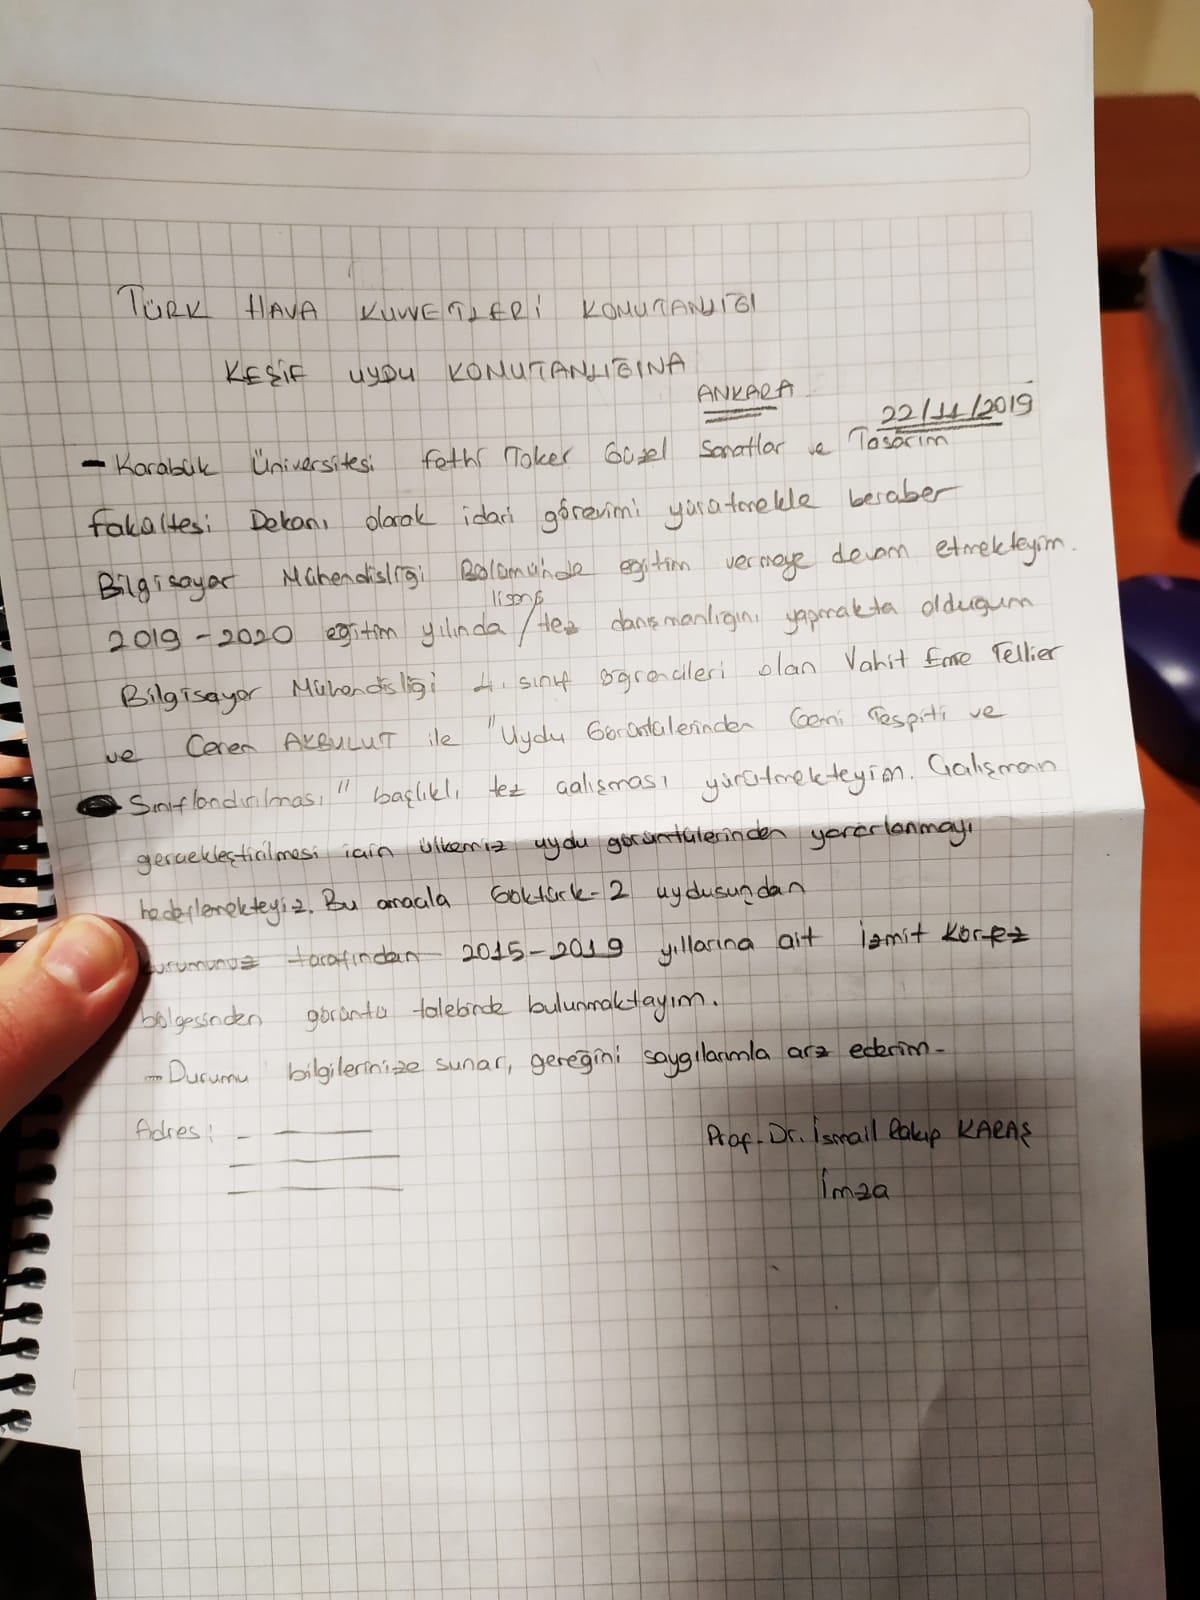 TÜRK HAVA KUVVETLERİ KOMUTANLIĞI
KEŞİF UYDU KOMUTANLIĞINA
ANKARA
22/11/2019
- Karabük Üniversitesi Fethi Toker Güzel Sanatlar ve Tasarım
Fakültesi Dekanı olarak idari görevimi yürütmekle beraber
Bilgisayar Mühendisliği Bölümünde eğitim vermeye devam etmekteyim.
lisans
2019-2020 eğitim yılında / tez danışmanlığını yapmakta olduğum
Bilgisayar Mühendisliği 4. sınıf öğrencileri olan Vahit Emre Tellier
ve Ceren AKBULUT ile "Uydu Görüntülerinden Gemi Tespiti ve
Sınıflandırılması" başlıklı tez çalışması yürütmekteyim. Çalışmanın
gerçekleştirilmesi için ülkemiz uydu görüntülerinden yararlanmayı
hedeflemekteyiz. Bu amaçla Göktürk-2 uydusundan
kurumunuz tarafından 2015-2019 yıllarına ait İzmit Körfez
bölgesinden görüntü talebinde bulunmaktayım.
- Durumu bilgilerinize sunar, gereğini saygılarımla arz ederim.
Adres: -
Prof. Dr. İsmail Rakıp KARAŞ
İmza